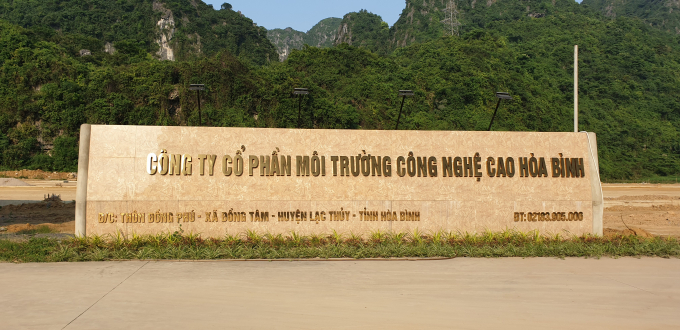 CÔNG TY CỔ PHẦN MÔI TRƯỜNG CÔNG NGHỆ CAO HÒA BÌNH
Đ/C: THÔN ĐỒNG PHÚ - XÃ ĐỒNG TÂM - HUYỆN LẠC THỦY - TỈNH HÒA BÌNH ĐT: 02183.605.000